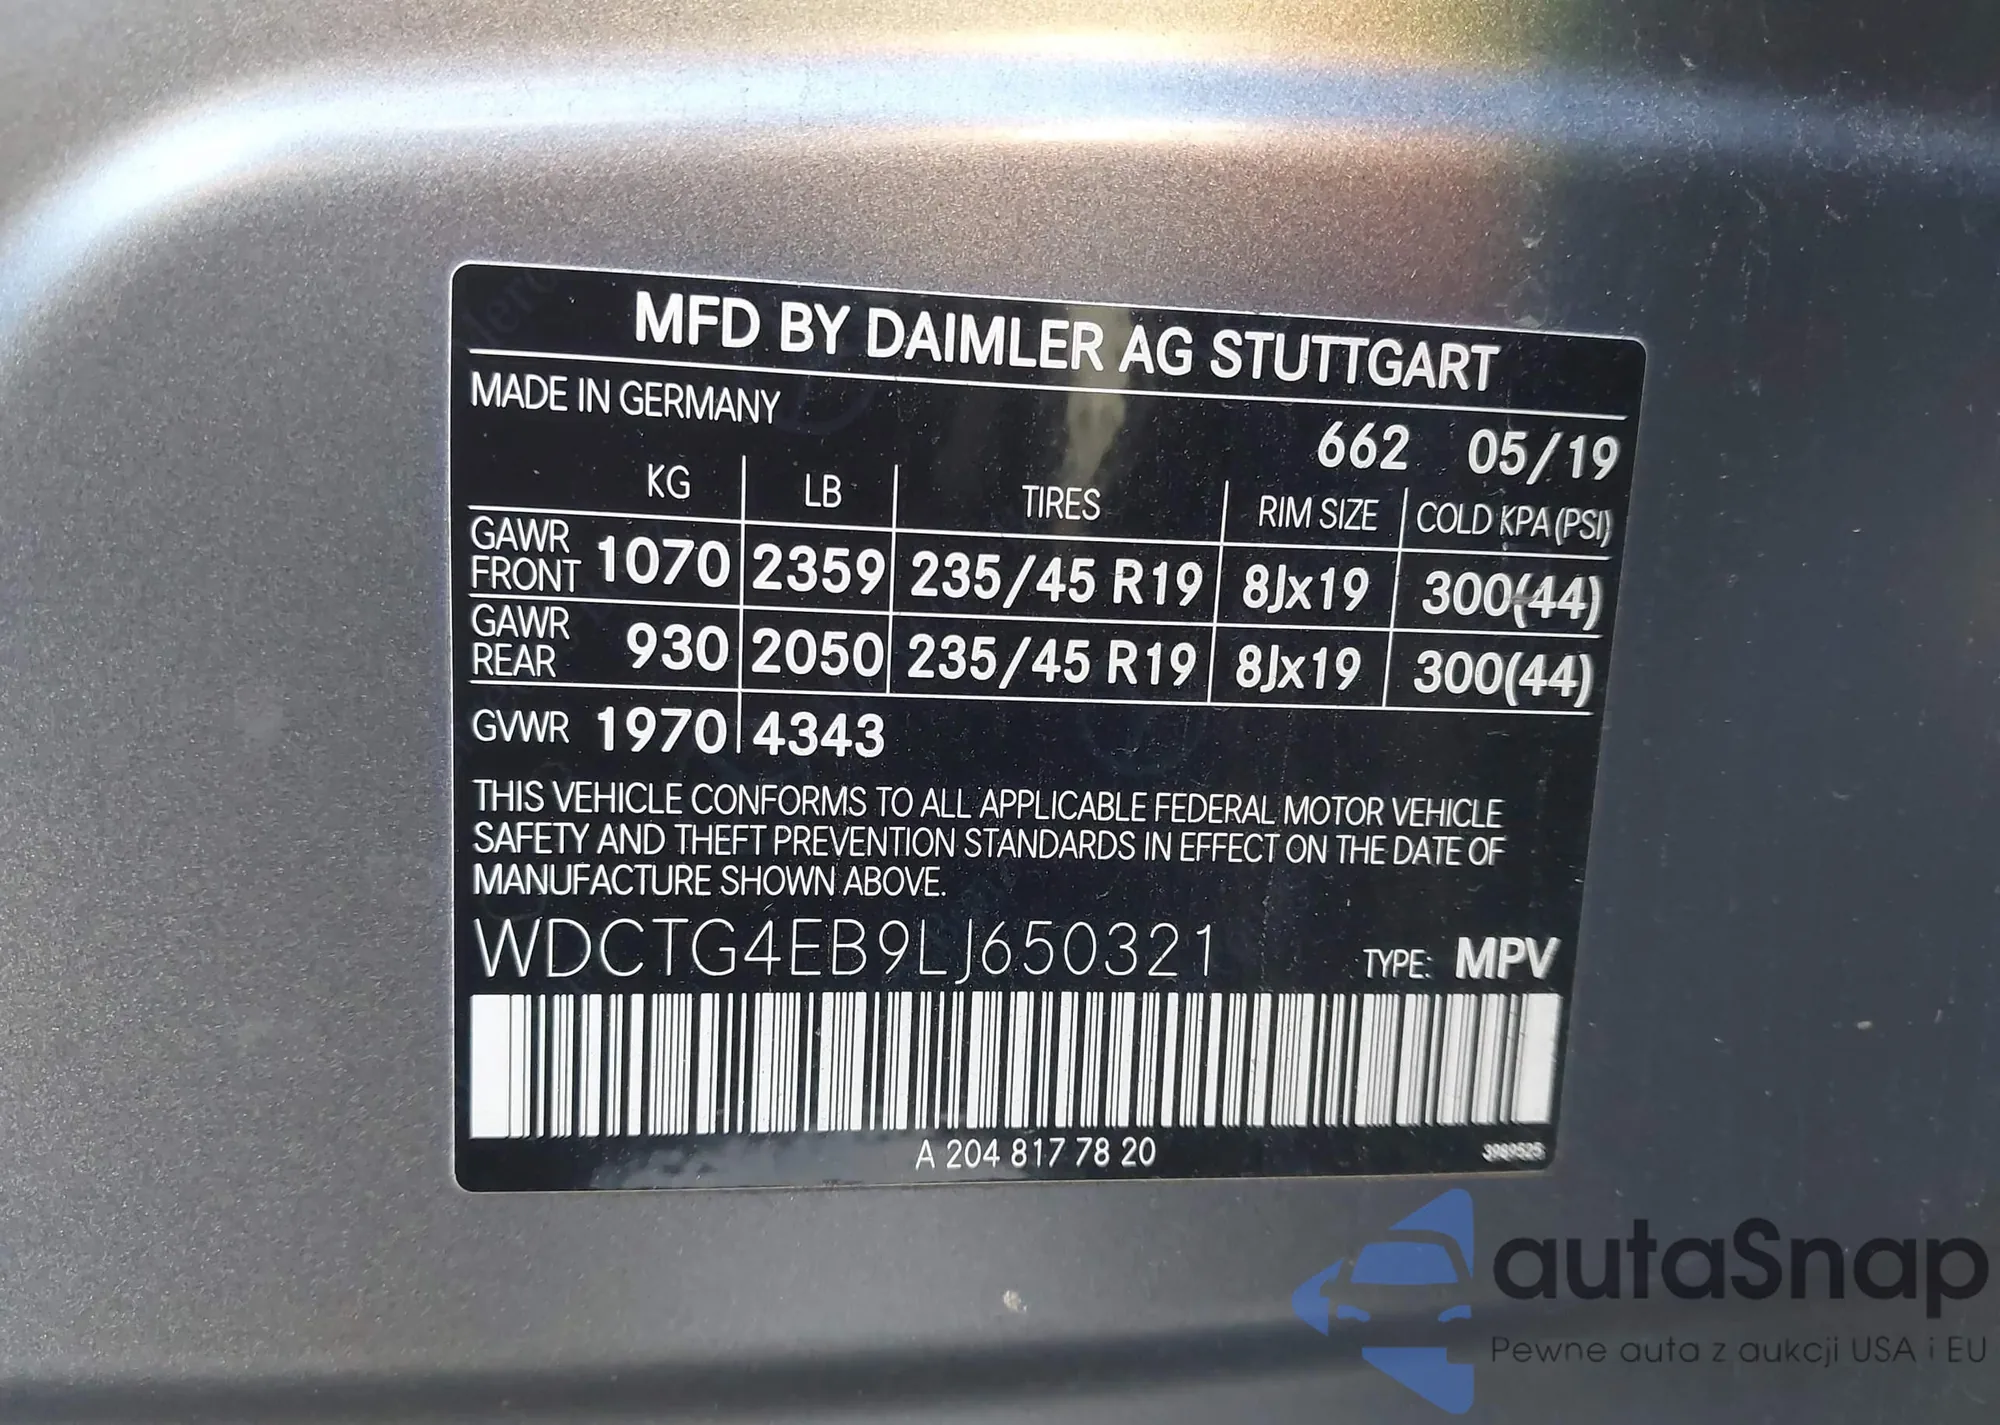 MFD BY DAIMLER AG STUTTGART
MADE IN GERMANY
662 05/19
KG LB TIRES RIM SIZE COLD KPA (PSI)
GAWR FRONT 1070 2359 235/45 R19 8Jx19 300(44)
GAWR REAR 930 2050 235/45 R19 8Jx19 300(44)
GVWR 1970 4343
THIS VEHICLE CONFORMS TO ALL APPLICABLE FEDERAL MOTOR VEHICLE
SAFETY AND THEFT PREVENTION STANDARDS IN EFFECT ON THE DATE OF
MANUFACTURE SHOWN ABOVE.
WDCTG4EB9LJ650321 TYPE: MPV
A 204 817 78 20
autaSnap
Pewne auta z aukcji USA i EU